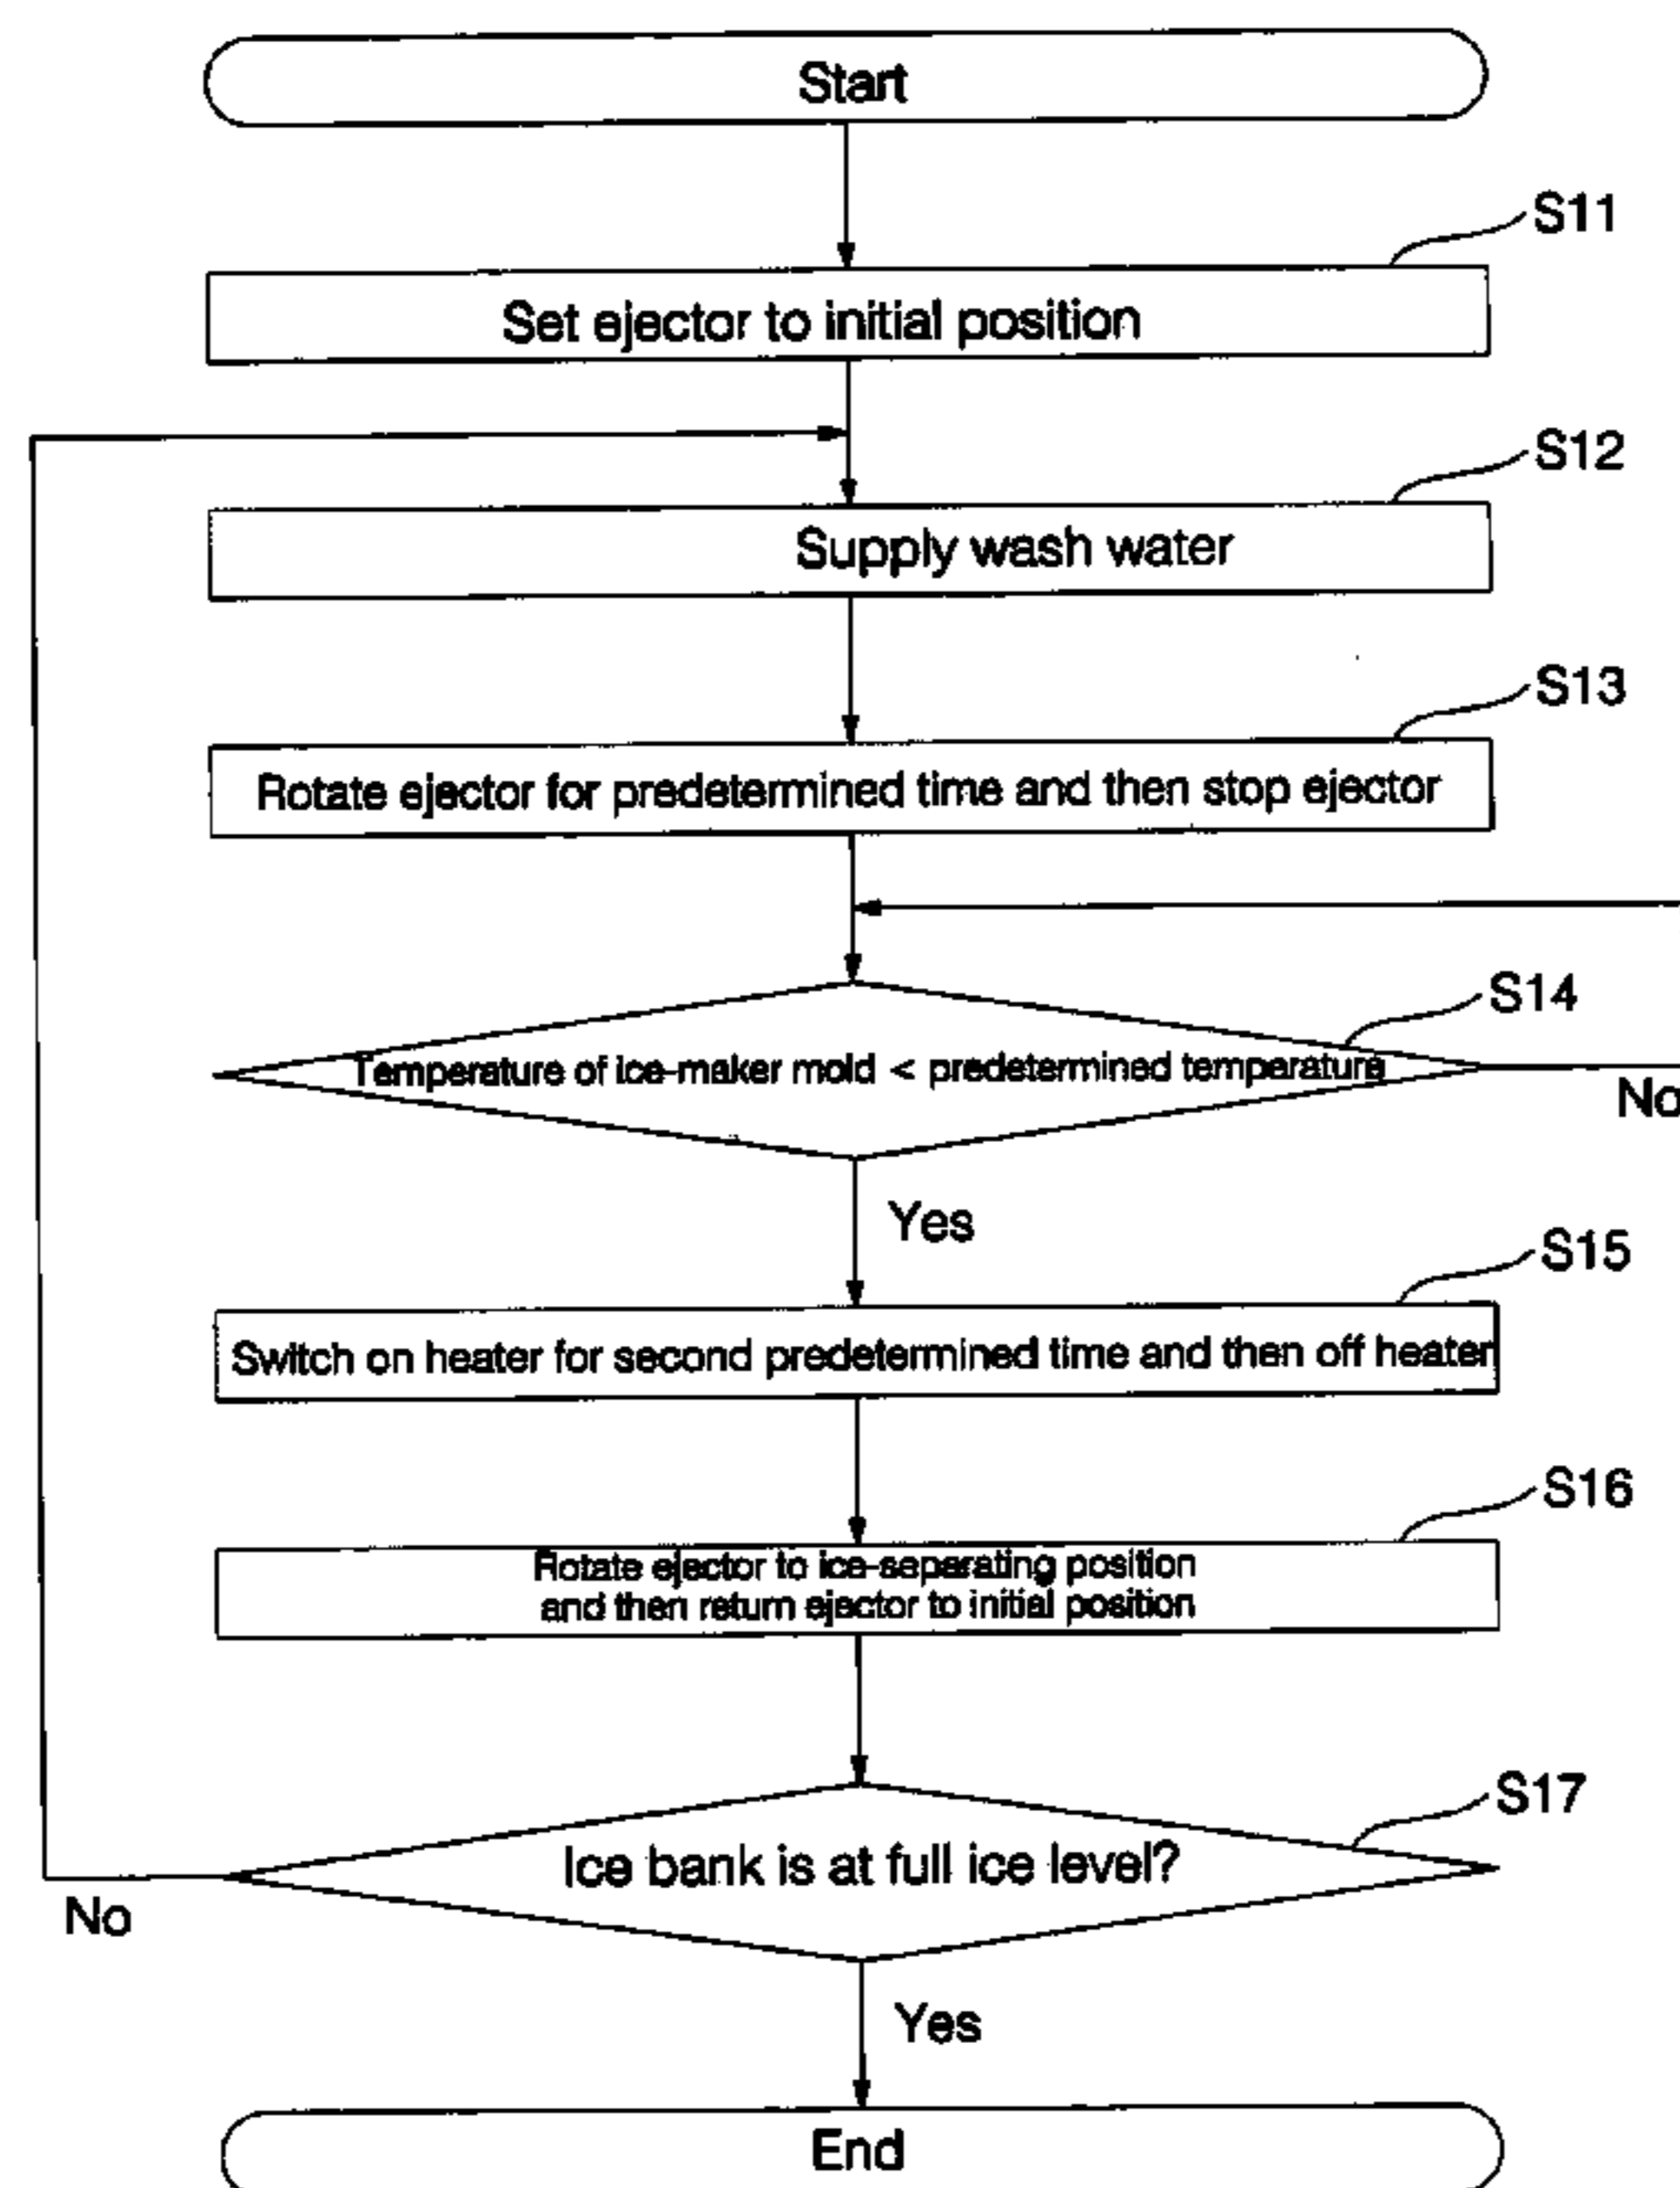 Start
S11
Set ejector to initial position
S12
Supply wash water
S13
Rotate ejector for predetermined time and then stop ejector
S14
Temperature of ice-maker mold < predetermined temperature
No
Yes
S15
Switch on heater for second predetermined time and then off heater
S16
Rotate ejector to ice-separating position
and then return ejector to initial position
S17
Ice bank is at full ice level?
No
Yes
End